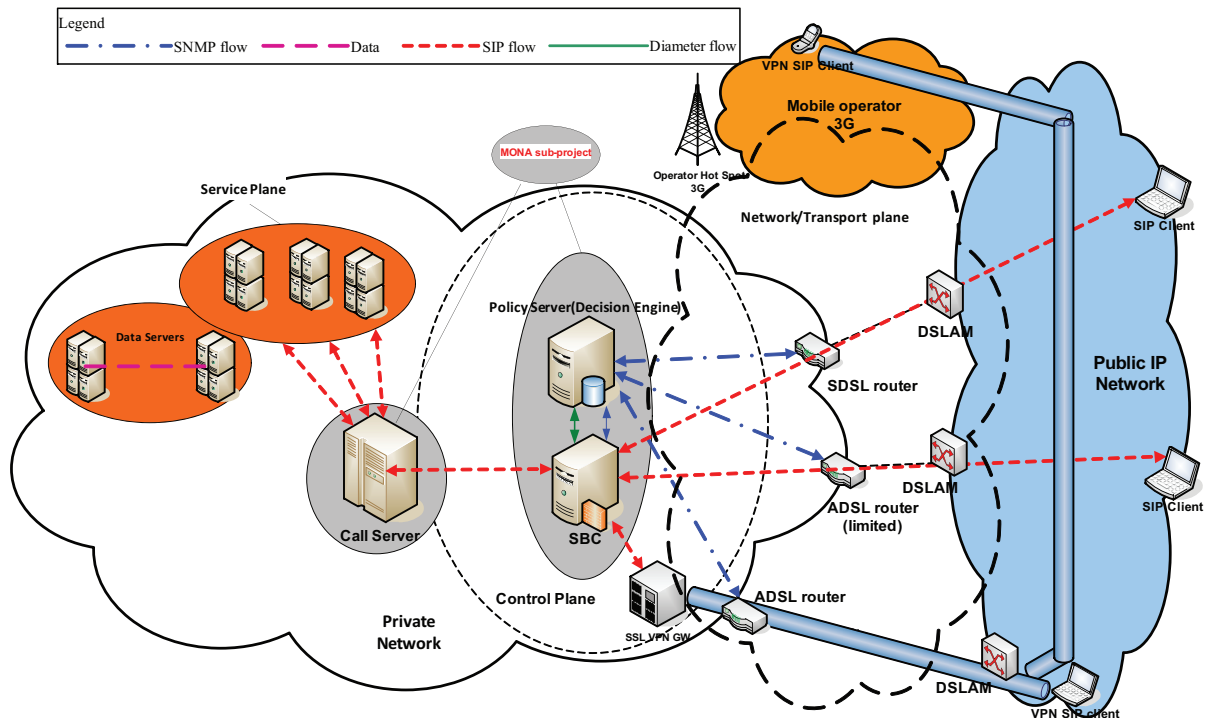 Legend
SNMP flow
Data
SIP flow
Diameter flow
VPN SIP Client
Mobile operator
3G
MONA sub-project
Operator Hot Spot
3G
Service Plane
Network/Transport plane
SIP Client
Policy Server(Decision Engine)
Data Servers
DSLAM
Public IP
Network
SDSL router
DSLAM
ADSL router
(limited)
SIP Client
Call Server
SBC
ADSL router
Control Plane
Private
Network
SSL VPN GW
DSLAM
VPN SIP client